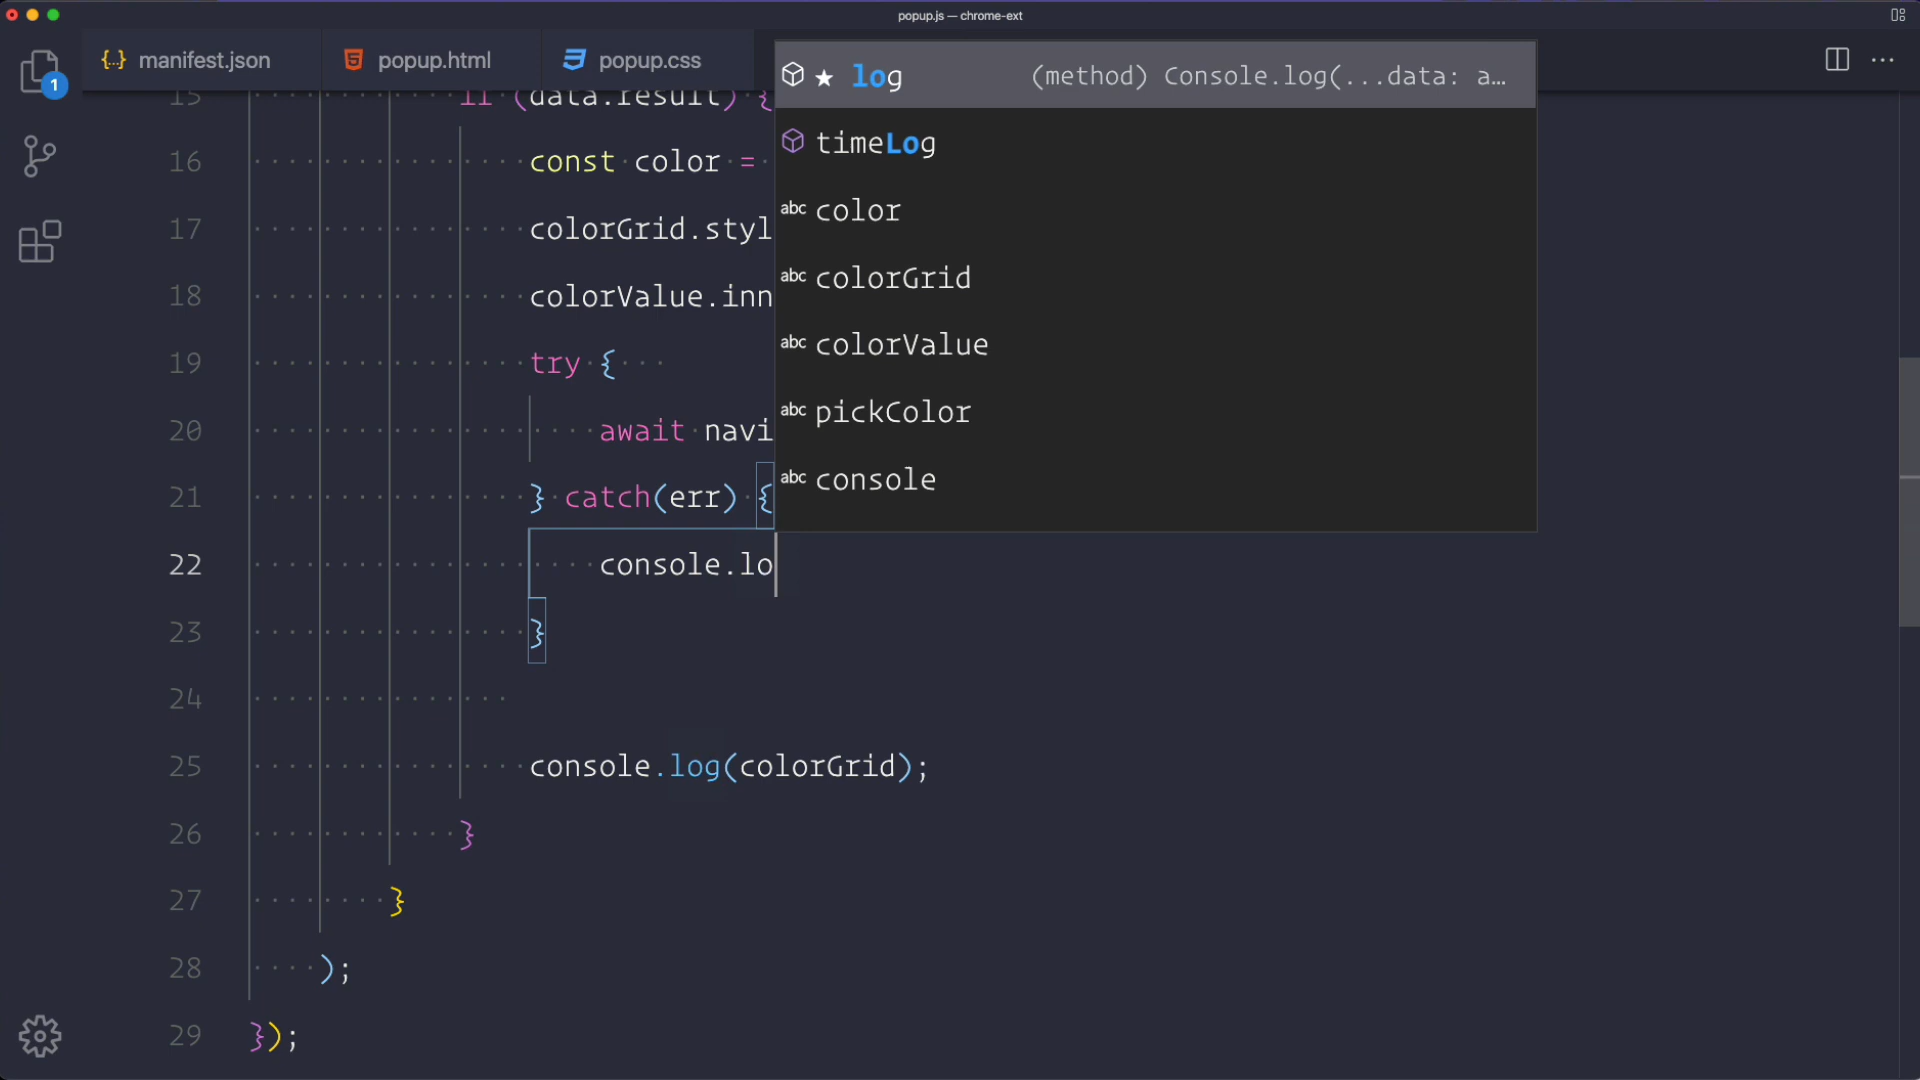 popup.js — chrome-ext
manifest.json
popup.html
popup.css
1
log (method) Console.log(...data: a…
timeLog
color
colorGrid
colorValue
pickColor
console
15 if (data.result) {
16 const color =
17 colorGrid.styl
18 colorValue.inn
19 try {
20 await navi
21 } catch(err) {
22 console.lo
23 }
24
25 console.log(colorGrid);
26 }
27 }
28 );
29 });